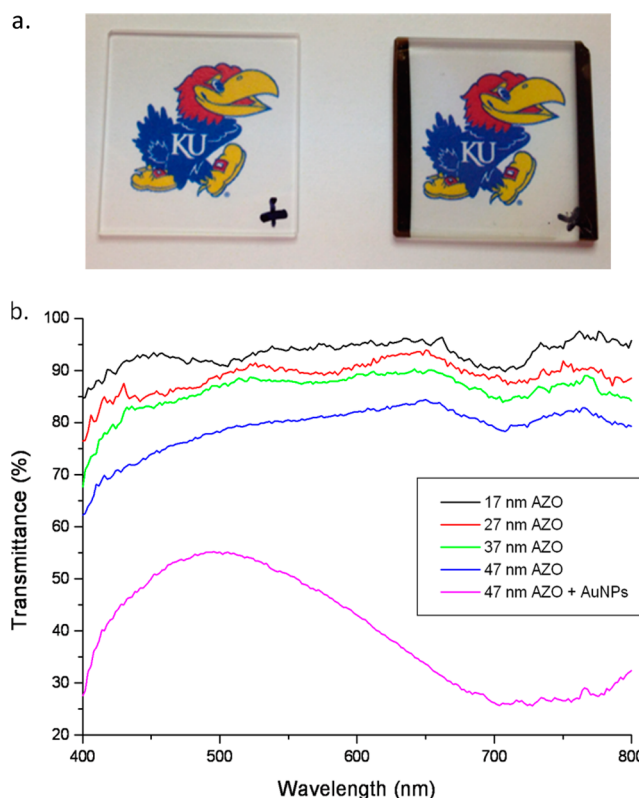 a.
KU
KU
b.
100
90
80
70
60
50
40
30
20
Transmittance (%)
17 nm AZO
27 nm AZO
37 nm AZO
47 nm AZO
47 nm AZO + AuNPs
400 500 600 700 800
Wavelength (nm)